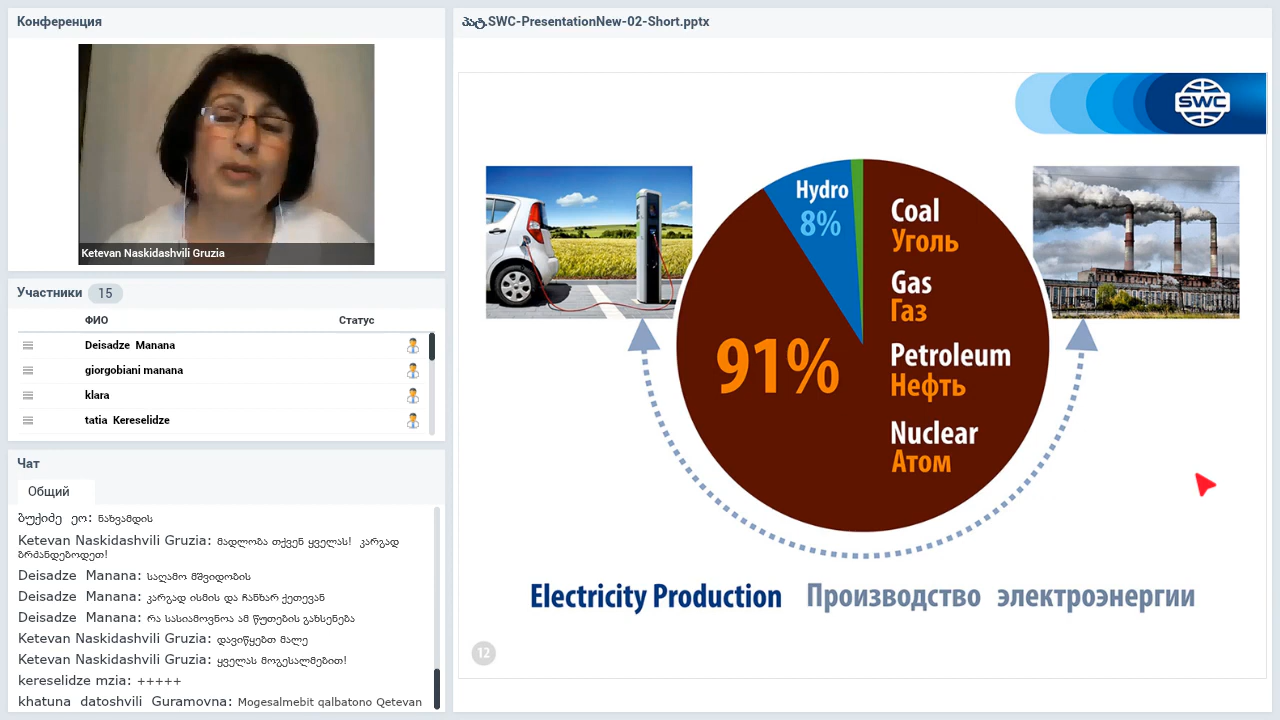 Конференция
Ketevan Naskidashvili Gruzia
Участники 15
ФИО Статус
Deisadze Manana
giorgobiani manana
klara
tatia Kereselidze
Чат
Общий
ბუქიძე ეო: ნახვამდის
Ketevan Naskidashvili Gruzia: მადლობა თქვენ ყველას! კარგად
ბრძანდებოდეთ!
Deisadze Manana: საღამო მშვიდობის
Deisadze Manana: კარგად ისმის და ჩანხარ ქეთევან
Deisadze Manana: რა სასიამოვნოა ამ წუთების გახსენება
Ketevan Naskidashvili Gruzia: დავიწყებთ მალე
Ketevan Naskidashvili Gruzia: ყველას მოგესალმებით!
kereselidze mzia: +++++
khatuna datoshvili Guramovna: Mogesalmebit qalbatono Qetevan
პატ.SWC-PresentationNew-02-Short.pptx
SWC
Hydro
8%
91%
Coal
Уголь
Gas
Газ
Petroleum
Нефть
Nuclear
Атом
Electricity Production Производство электроэнергии
12